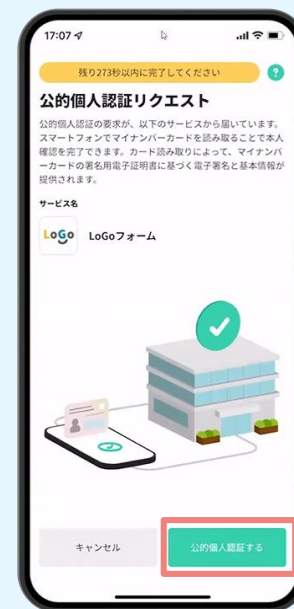 17:07
残り273秒以内に完了してください
?
公的個人認証リクエスト
公的個人認証の要求が、以下のサービスから届いています。
スマートフォンでマイナンバーカードを読み取ることで本人
確認を完了できます。カード読み取りによって、マイナンバ
ーカードの署名用電子証明書に基づく電子署名と基本情報が
提供されます。
サービス名
LoGo
LoGoフォーム
キャンセル
公的個人認証する